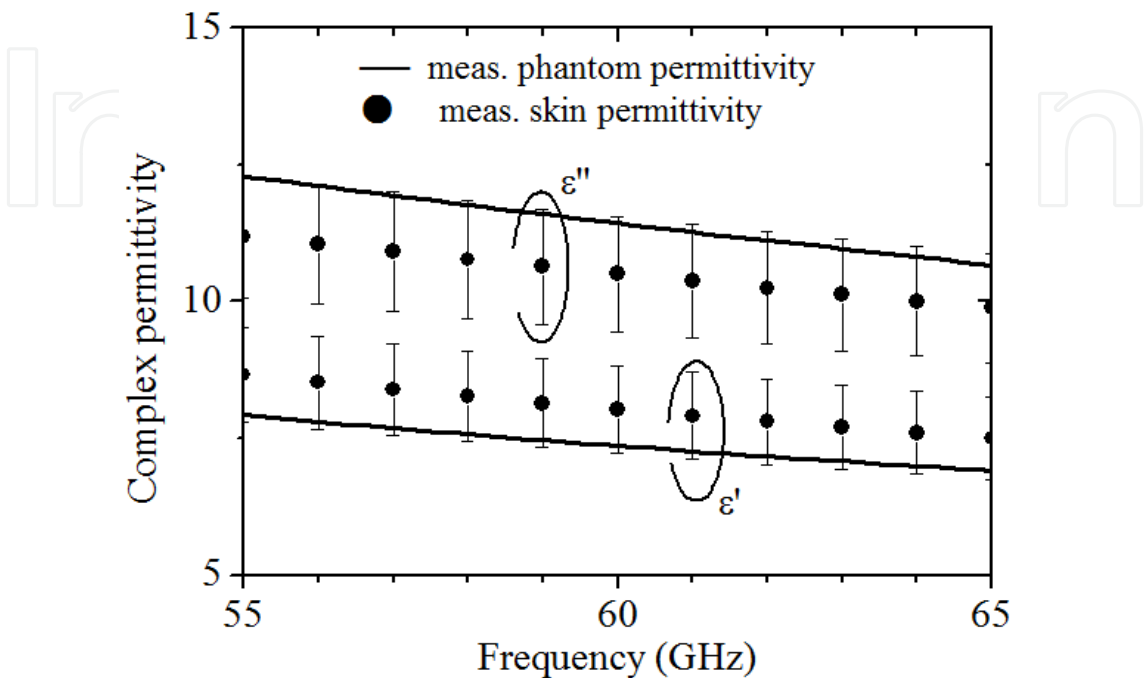 15
meas. phantom permittivity
meas. skin permittivity
ε''
10
Complex permittivity
ε'
5
55
60
65
Frequency (GHz)